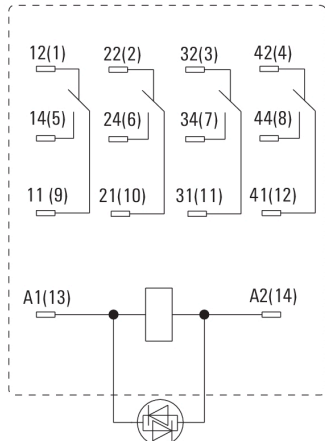 12(1) 22(2) 32(3) 42(4)
14(5) 24(6) 34(7) 44(8)
11 (9) 21(10) 31(11) 41(12)
A1(13) A2(14)